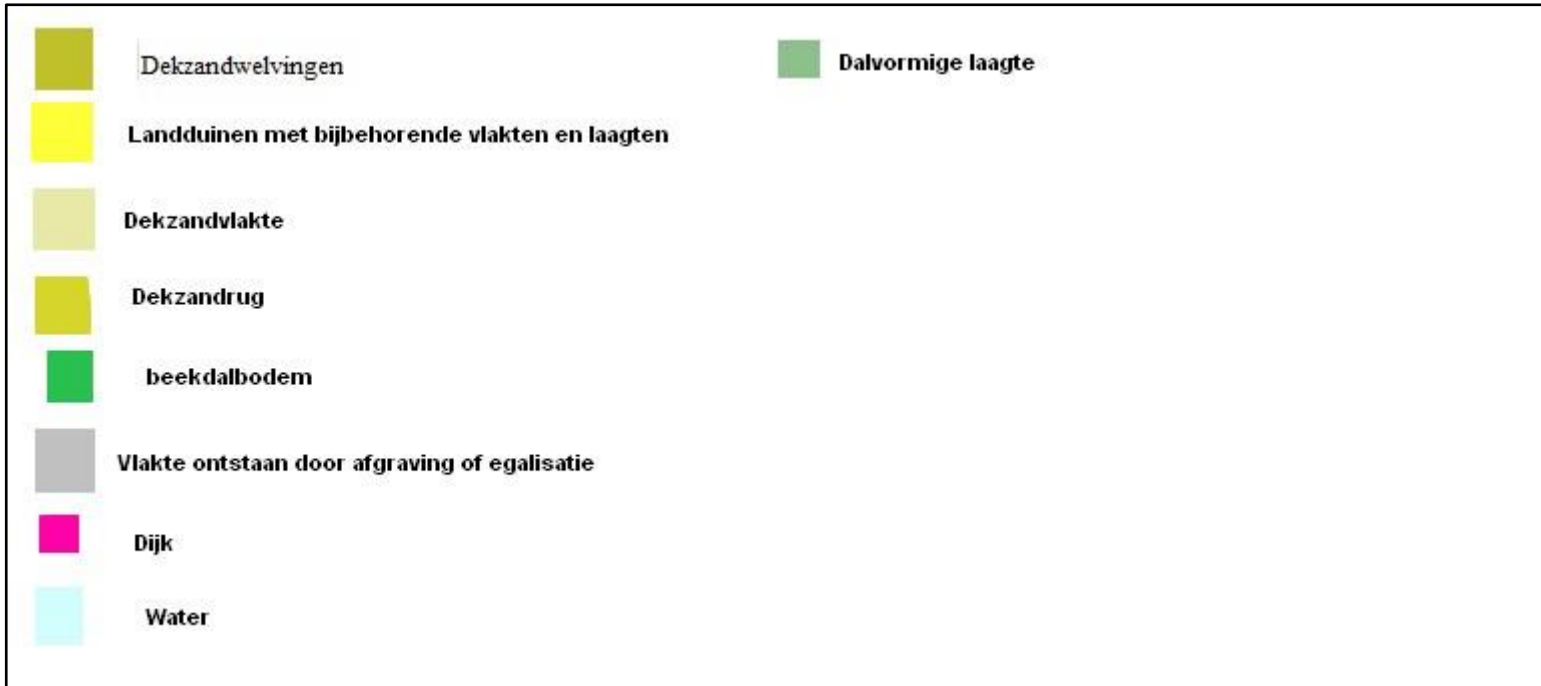 Dekzandwelvingen
Dalvormige laagte
Landduinen met bijbehorende vlakten en laagten
Dekzandvlakte
Dekzandrug
beekdalbodem
Vlakte ontstaan door afgraving of egalisatie
Dijk
Water